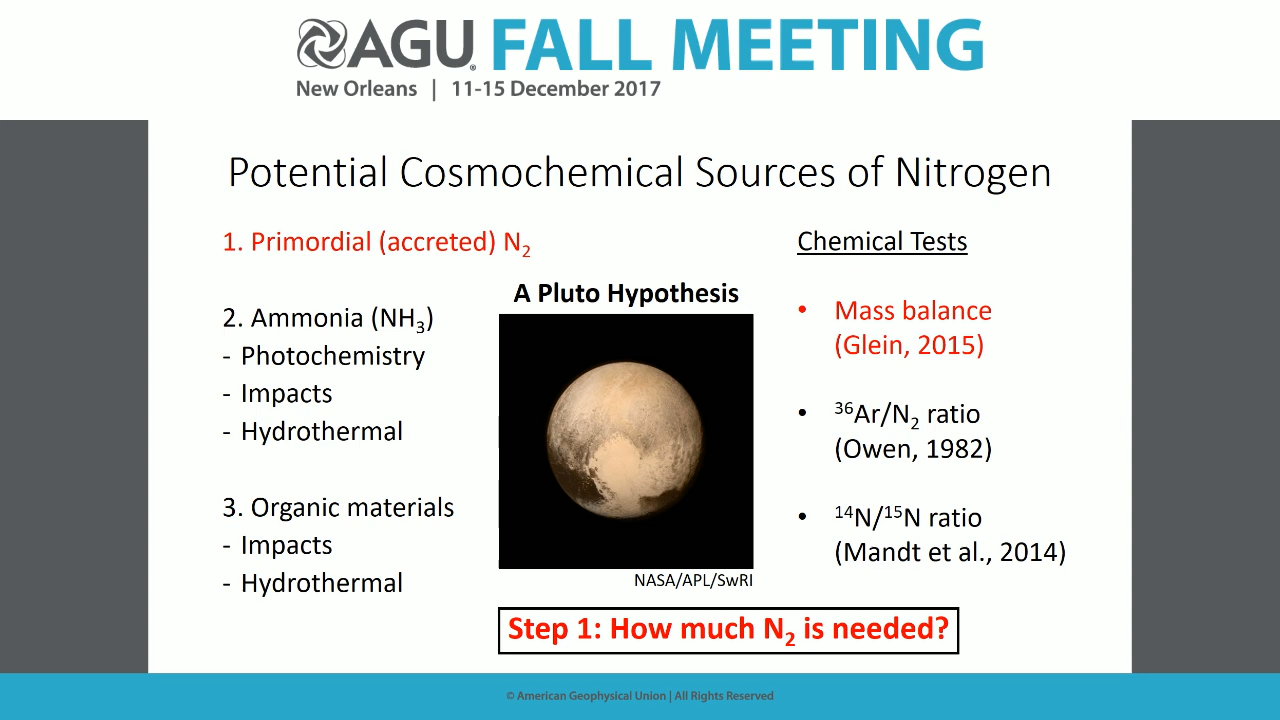 AGU FALL MEETING
New Orleans | 11-15 December 2017
Potential Cosmochemical Sources of Nitrogen
1. Primordial (accreted) N₂
2. Ammonia (NH₃)
- Photochemistry
- Impacts
- Hydrothermal
3. Organic materials
- Impacts
- Hydrothermal
A Pluto Hypothesis
NASA/APL/SwRI
Chemical Tests
• Mass balance
(Glein, 2015)
• ³⁶Ar/N₂ ratio
(Owen, 1982)
• ¹⁴N/¹⁵N ratio
(Mandt et al., 2014)
Step 1: How much N₂ is needed?
© American Geophysical Union | All Rights Reserved